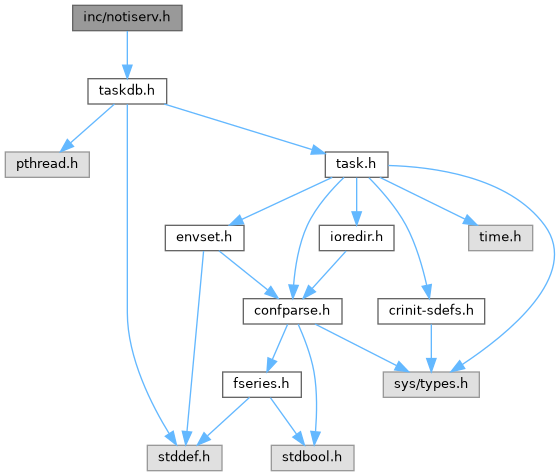 inc/notiserv.h
taskdb.h
pthread.h
task.h
envset.h
ioredir.h
time.h
confparse.h
crinit-sdefs.h
fseries.h
sys/types.h
stddef.h
stdbool.h